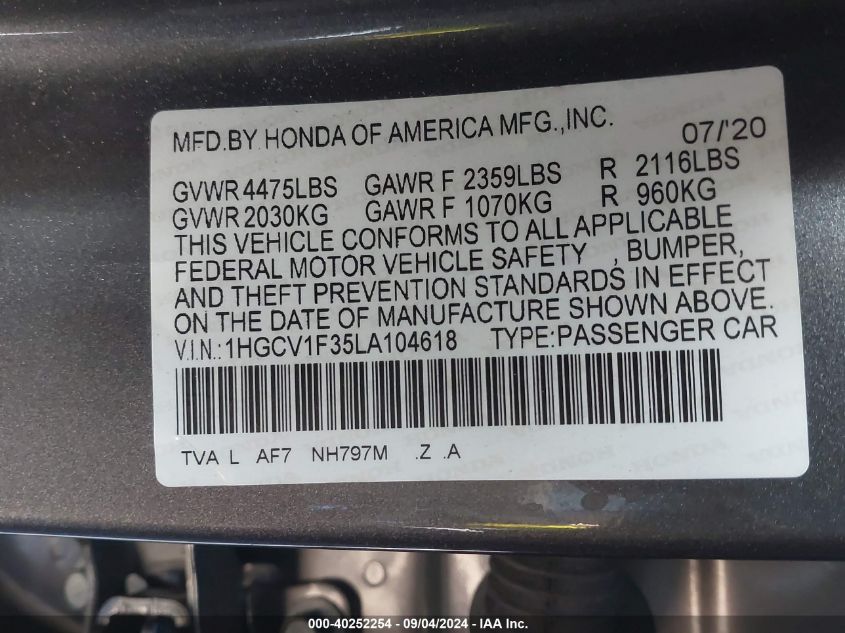 MFD.BY HONDA OF AMERICA MFG.,INC. 07/'20
GVWR 4475LBS GAWR F 2359LBS R 2116LBS
GVWR 2030KG GAWR F 1070KG R 960KG
THIS VEHICLE CONFORMS TO ALL APPLICABLE
FEDERAL MOTOR VEHICLE SAFETY , BUMPER,
AND THEFT PREVENTION STANDARDS IN EFFECT
ON THE DATE OF MANUFACTURE SHOWN ABOVE.
V.I.N.: 1HGCV1F35LA104618 TYPE:PASSENGER CAR
TVA L AF7 NH797M .Z .A
000-40252254 - 09/04/2024 - IAA Inc.